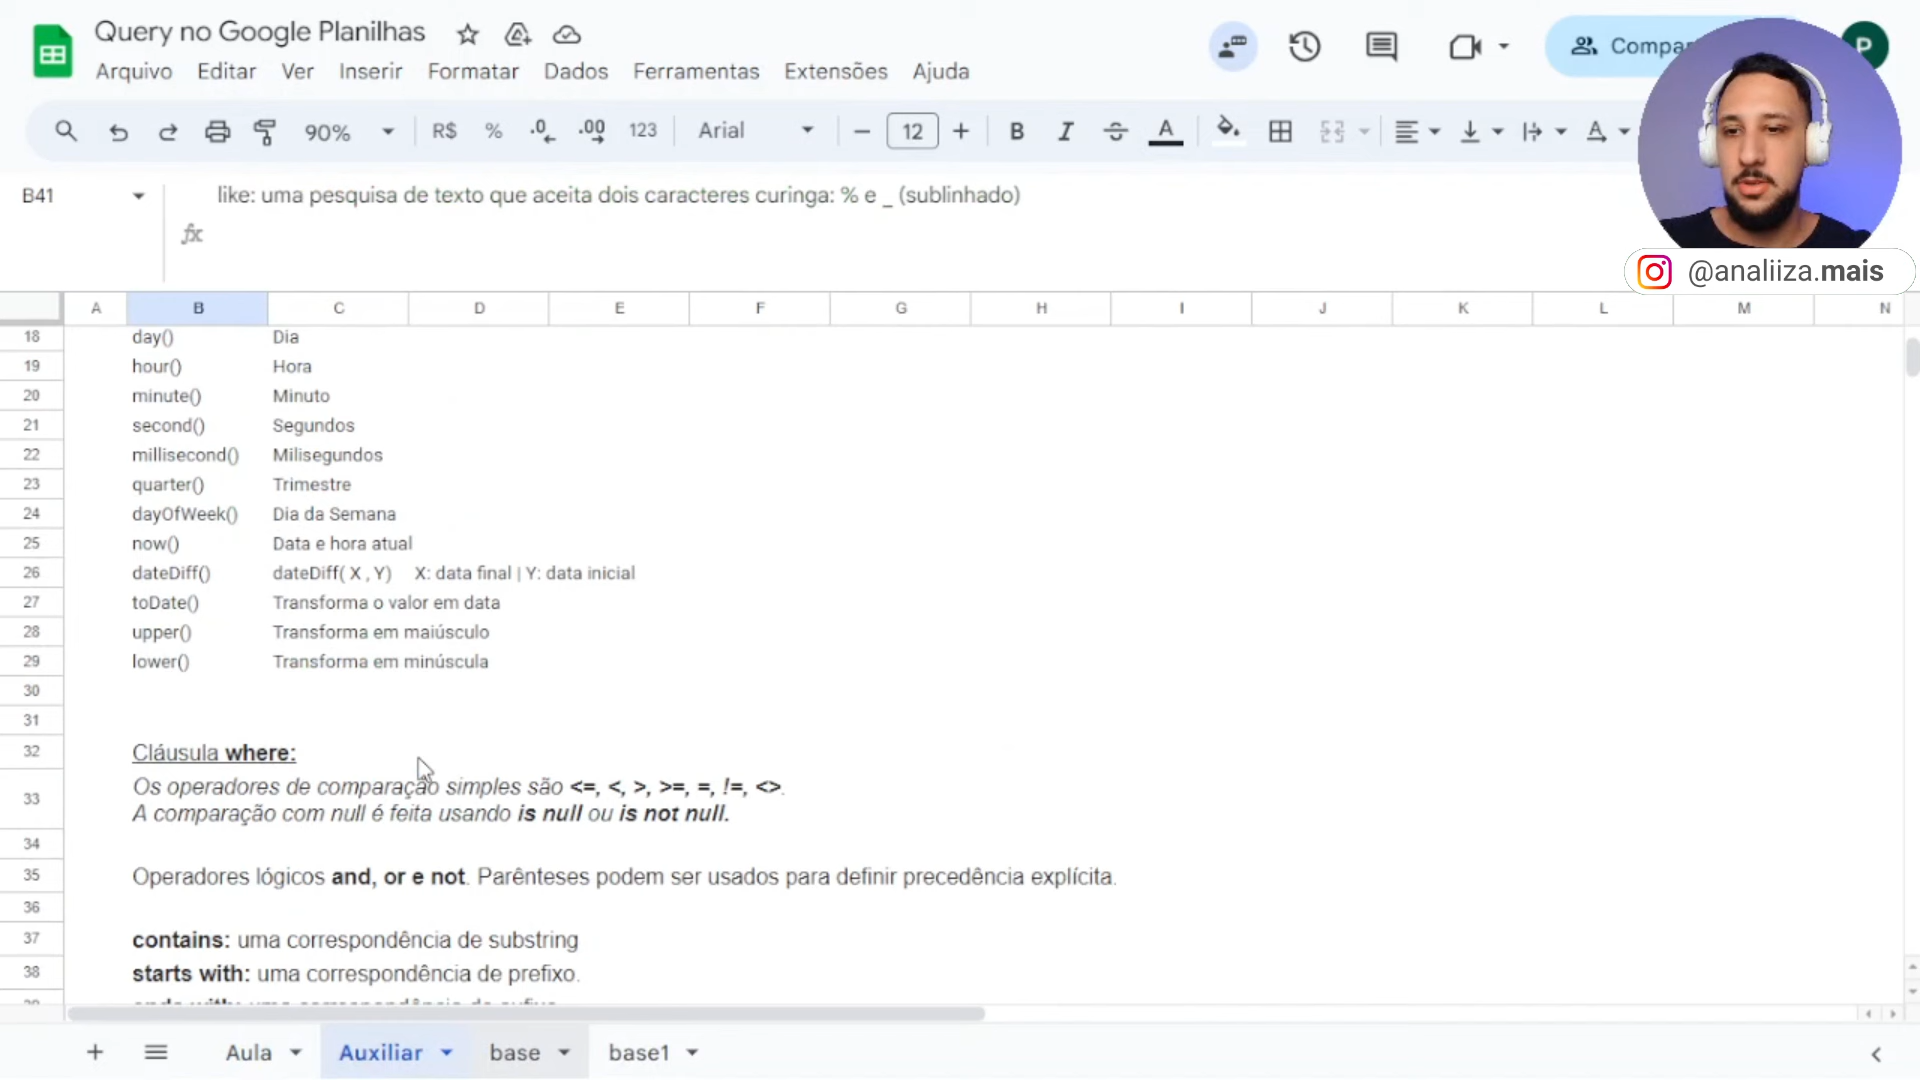 Query no Google Planilhas
Compar
P
Arquivo Editar Ver Inserir Formatar Dados Ferramentas Extensões Ajuda
90% R$ % .0 .00 123 Arial 12 B I S A A
@analiiza.mais
B41 like: uma pesquisa de texto que aceita dois caracteres curinga: % e _ (sublinhado)
fx
A B C D E F G H I J K L M N
18 day() Dia
19 hour() Hora
20 minute() Minuto
21 second() Segundos
22 millisecond() Milisegundos
23 quarter() Trimestre
24 dayOfWeek() Dia da Semana
25 now() Data e hora atual
26 dateDiff() dateDiff( X , Y) X: data final | Y: data inicial
27 toDate() Transforma o valor em data
28 upper() Transforma em maiúsculo
29 lower() Transforma em minúscula
30
31
32 Cláusula where:
33 Os operadores de comparação simples são <=, <, >, >=, =, !=, <>.
A comparação com null é feita usando is null ou is not null.
34
35 Operadores lógicos and, or e not. Parênteses podem ser usados para definir precedência explícita.
36
37 contains: uma correspondência de substring
38 starts with: uma correspondência de prefixo.
Aula Auxiliar base base1